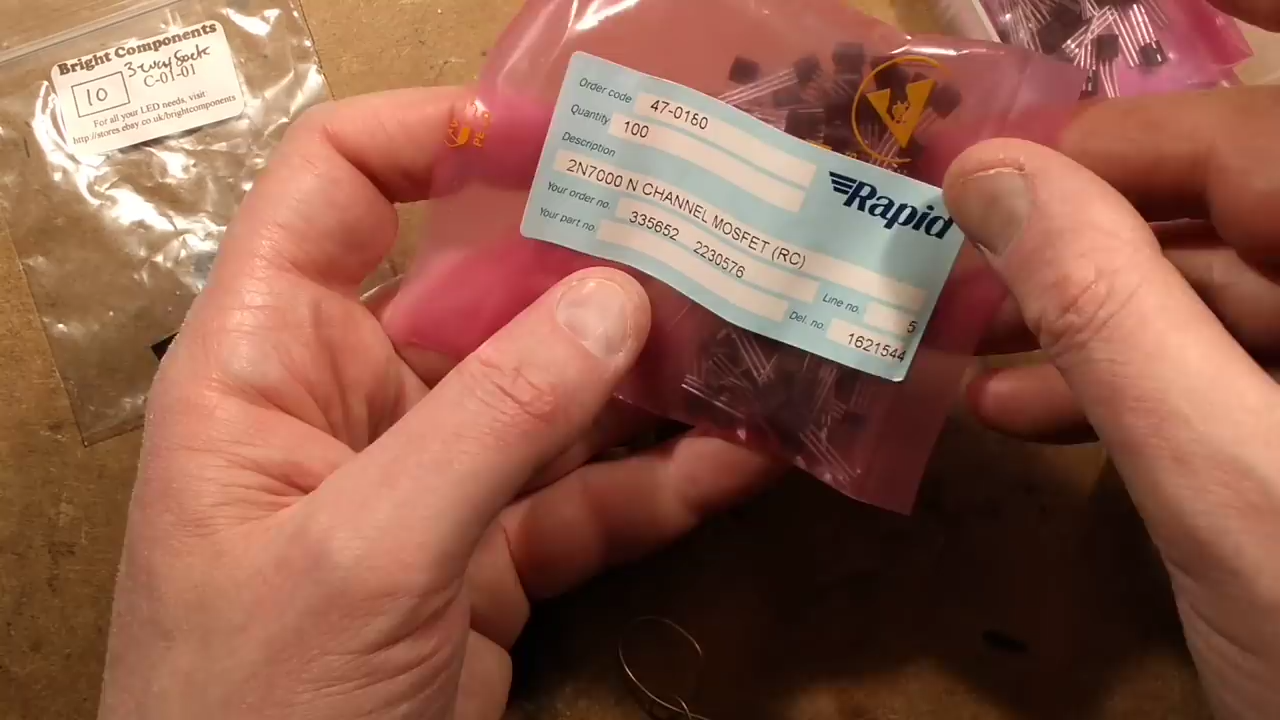 Bright Components
3 way Sock
10
C-01-01
For all your LED needs, visit:
http://stores.ebay.co.uk/brightcomponents
Order code 47-0160
Quantity 100
Description
2N7000 N CHANNEL MOSFET (RC)
Your order no. 335652 2230576
Your part no.
Rapid
Line no. 5
Del. no. 1621544